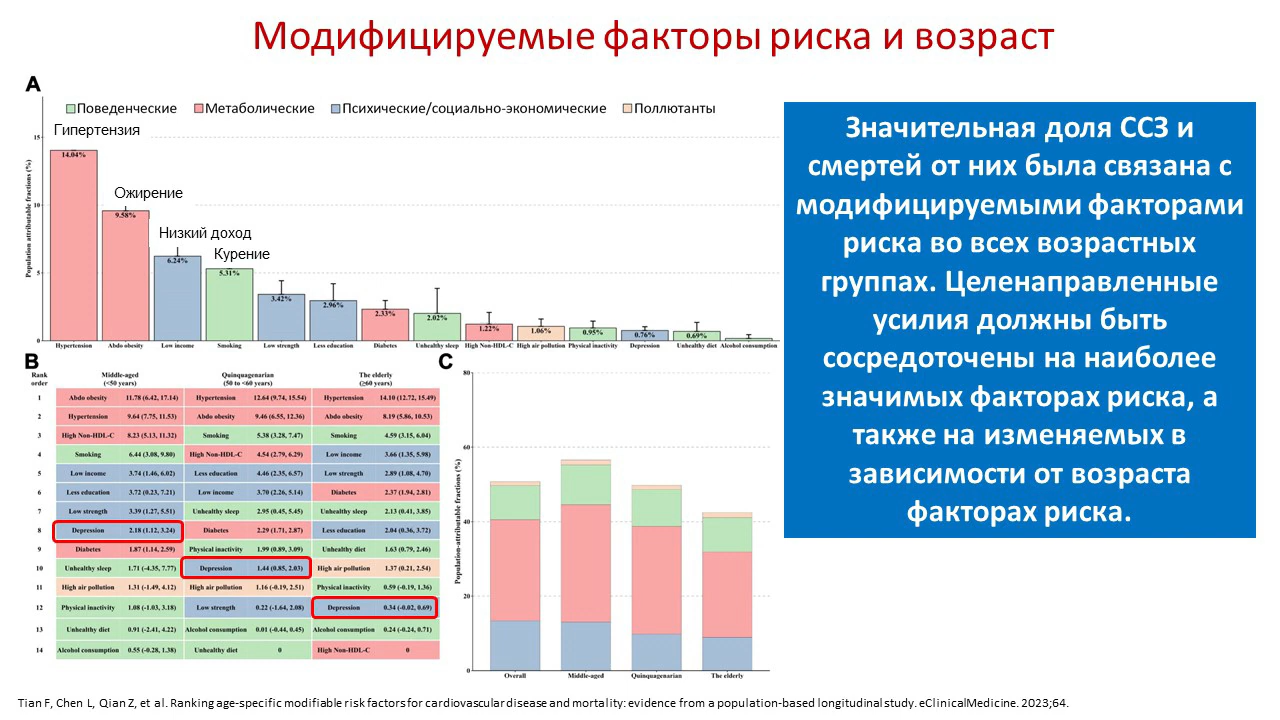 Модифицируемые факторы риска и возраст
A
Поведенческие Метаболические Психические/социально-экономические Поллютанты
Population attributable fractions (%)
15
10
5
0
Гипертензия
Ожирение
Низкий доход
Курение
14.04%
9.58%
6.24%
5.31%
3.42%
2.96%
2.33%
2.02%
1.22%
1.06%
0.95%
0.76%
0.69%
Hypertension Abdo obesity Low income Smoking Low strength Less education Diabetes Unhealthy sleep High Non-HDL-C High air pollution Physical inactivity Depression Unhealthy diet Alcohol consumption
Значительная доля ССЗ и
смертей от них была связана с
модифицируемыми факторами
риска во всех возрастных
группах. Целенаправленные
усилия должны быть
сосредоточены на наиболее
значимых факторах риска, а
также на изменяемых в
зависимости от возраста
факторах риска.
B
Rank order Middle-aged (<50 years) Quinquagenarian (50 to <60 years) The elderly (≥60 years)
1 Abdo obesity 11.78 (6.42, 17.14) Hypertension 12.64 (9.74, 15.54) Hypertension 14.10 (12.72, 15.49)
2 Hypertension 9.64 (7.75, 11.53) Abdo obesity 9.46 (6.55, 12.36) Abdo obesity 8.19 (5.86, 10.53)
3 High Non-HDL-C 8.23 (5.13, 11.32) Smoking 5.38 (3.28, 7.47) Smoking 4.59 (3.15, 6.04)
4 Smoking 6.44 (3.08, 9.80) High Non-HDL-C 4.54 (2.79, 6.29) Low income 3.66 (1.35, 5.98)
5 Low income 3.74 (1.46, 6.02) Less education 4.46 (2.35, 6.57) Low strength 2.89 (1.08, 4.70)
6 Less education 3.72 (0.23, 7.21) Low income 3.70 (2.26, 5.14) Diabetes 2.37 (1.94, 2.81)
7 Low strength 3.39 (1.27, 5.51) Unhealthy sleep 2.95 (0.45, 5.45) Unhealthy sleep 2.13 (0.41, 3.85)
8 Depression 2.18 (1.12, 3.24) Diabetes 2.29 (1.71, 2.87) Less education 2.04 (0.36, 3.72)
9 Diabetes 1.87 (1.14, 2.59) Physical inactivity 1.99 (0.89, 3.09) Unhealthy diet 1.63 (0.79, 2.46)
10 Unhealthy sleep 1.71 (-4.35, 7.77) Depression 1.44 (0.85, 2.03) High air pollution 1.37 (0.21, 2.54)
11 High air pollution 1.31 (-1.49, 4.12) High air pollution 1.16 (-0.19, 2.51) Physical inactivity 0.59 (-0.19, 1.36)
12 Physical inactivity 1.08 (-1.03, 3.18) Low strength 0.22 (-1.64, 2.08) Depression 0.34 (-0.02, 0.69)
13 Unhealthy diet 0.91 (-2.41, 4.22) Alcohol consumption 0.01 (-0.44, 0.45) Alcohol consumption 0.24 (-0.24, 0.71)
14 Alcohol consumption 0.55 (-0.28, 1.38) Unhealthy diet 0 High Non-HDL-C 0
C
Population-attributable fractions (%)
80
60
40
20
0
Overall Middle-aged Quinquagenarian The elderly
Tian F, Chen L, Qian Z, et al. Ranking age-specific modifiable risk factors for cardiovascular disease and mortality: evidence from a population-based longitudinal study. eClinicalMedicine. 2023;64.